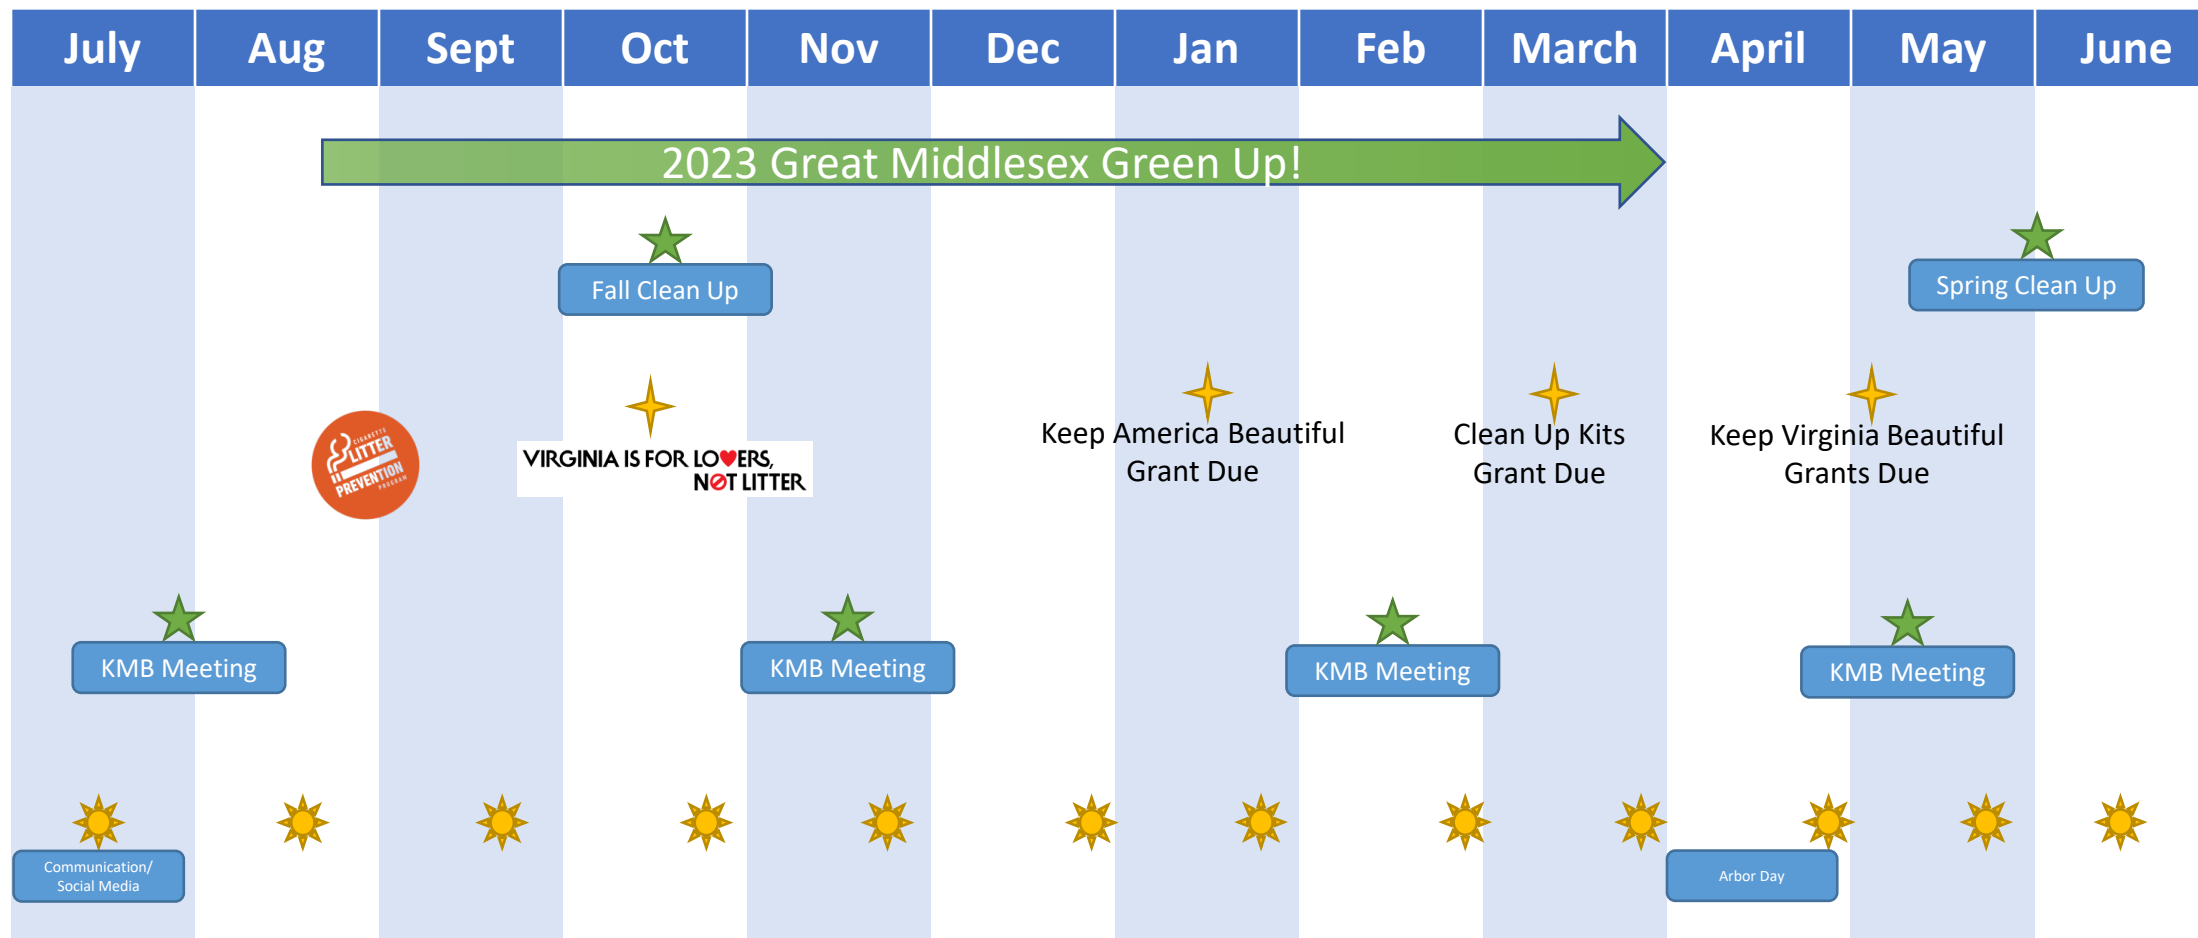 July Aug Sept Oct Nov Dec Jan Feb March April May June
2023 Great Middlesex Green Up!
Fall Clean Up
Spring Clean Up
CIGARETTE
LITTER
PREVENTION
PROGRAM
VIRGINIA IS FOR LOVERS,
NOT LITTER
Keep America Beautiful
Grant Due
Clean Up Kits
Grant Due
Keep Virginia Beautiful
Grants Due
KMB Meeting
KMB Meeting
KMB Meeting
KMB Meeting
Communication/
Social Media
Arbor Day